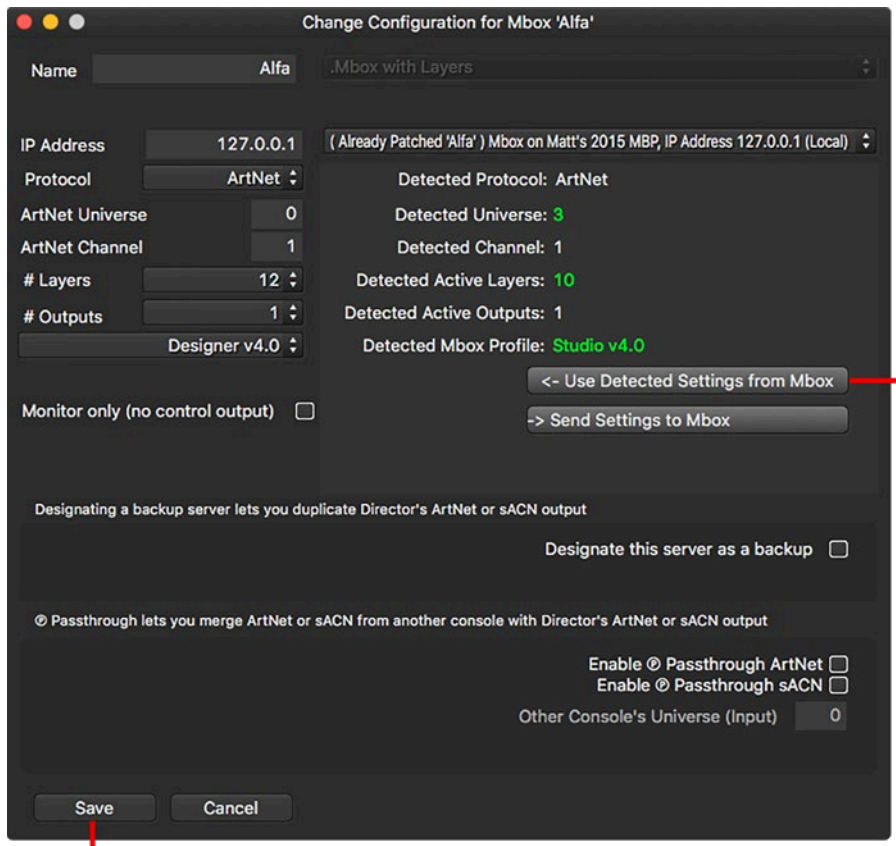 Change Configuration for Mbox 'Alfa'
Name Alfa .Mbox with Layers
IP Address 127.0.0.1 ( Already Patched 'Alfa' ) Mbox on Matt's 2015 MBP, IP Address 127.0.0.1 (Local)
Protocol ArtNet Detected Protocol: ArtNet
ArtNet Universe 0 Detected Universe: 3
ArtNet Channel 1 Detected Channel: 1
# Layers 12 Detected Active Layers: 10
# Outputs 1 Detected Active Outputs: 1
Designer v4.0 Detected Mbox Profile: Studio v4.0
<- Use Detected Settings from Mbox
Monitor only (no control output) -> Send Settings to Mbox
Designating a backup server lets you duplicate Director's ArtNet or sACN output
Designate this server as a backup
℗ Passthrough lets you merge ArtNet or sACN from another console with Director's ArtNet or sACN output
Enable ℗ Passthrough ArtNet
Enable ℗ Passthrough sACN
Other Console's Universe (Input) 0
Save Cancel